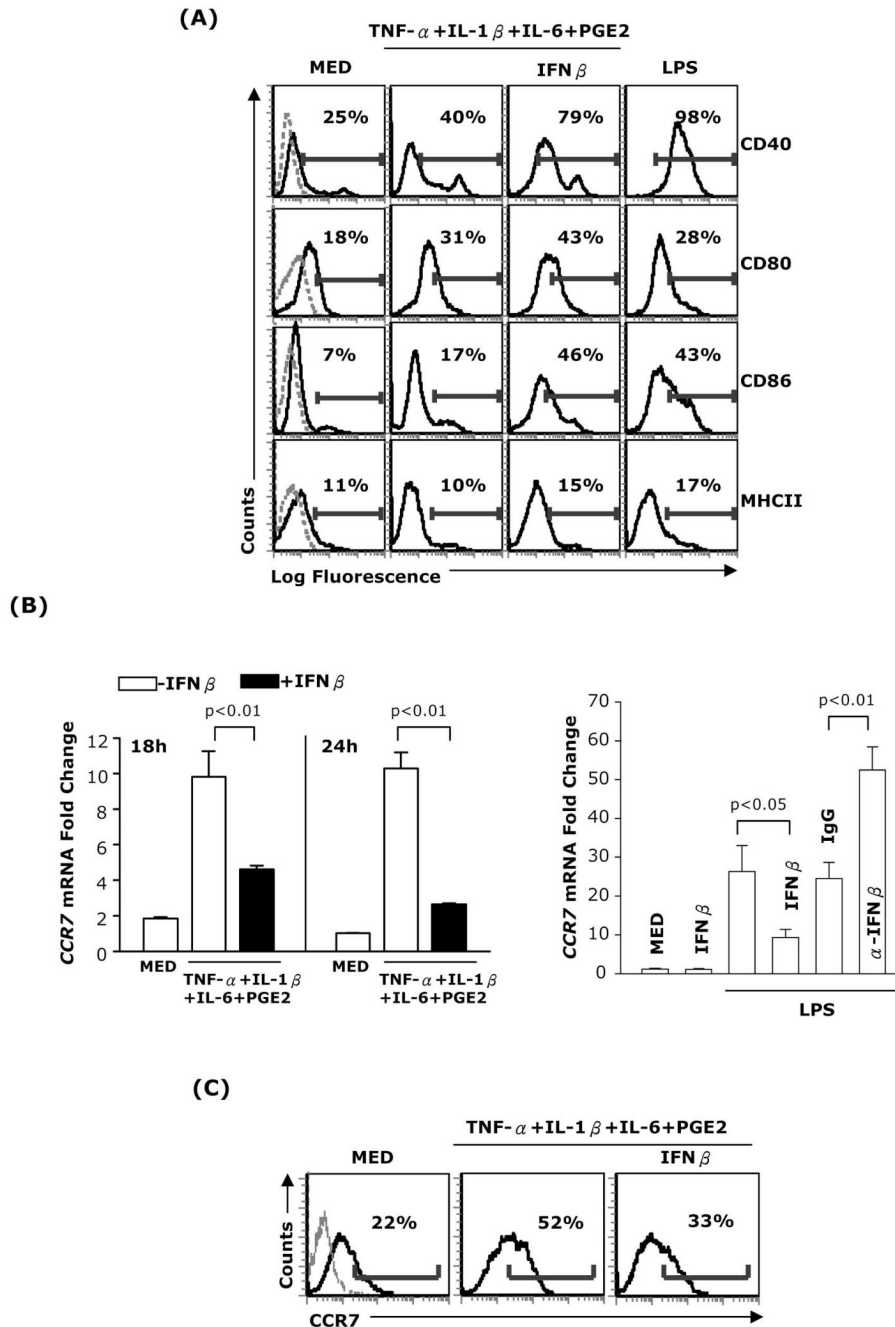 (A)
TNF-α+IL-1β+IL-6+PGE2
MED IFNβ LPS
25% 40% 79% 98% CD40
18% 31% 43% 28% CD80
7% 17% 46% 43% CD86
11% 10% 15% 17% MHCII
Counts
Log Fluorescence
(B)
-IFNβ +IFNβ
CCR7 mRNA Fold Change
12
10
8
6
4
2
0
18h
p<0.01
24h
p<0.01
MED
TNF-α+IL-1β
+IL-6+PGE2
MED
TNF-α+IL-1β
+IL-6+PGE2
CCR7 mRNA Fold Change
70
60
50
40
30
20
10
0
MED
IFNβ
p<0.05
IFNβ
p<0.01
IgG
α-IFNβ
LPS
(C)
TNF-α+IL-1β+IL-6+PGE2
MED IFNβ
22% 52% 33%
Counts
CCR7